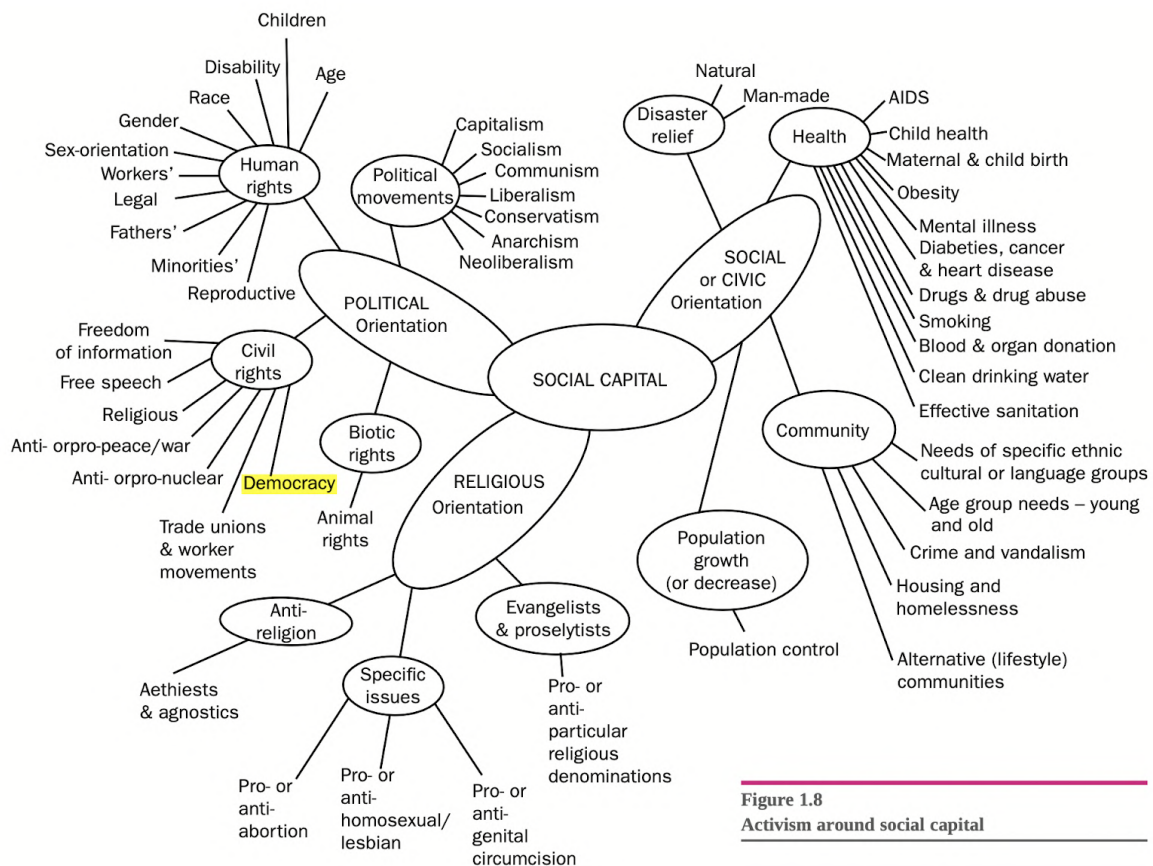 Children
Disability
Age
Race
Gender
Sex-orientation
Workers'
Legal
Fathers'
Minorities'
Reproductive
Human
rights
Political
movements
Capitalism
Socialism
Communism
Liberalism
Conservatism
Anarchism
Neoliberalism
POLITICAL
Orientation
Civil
rights
Freedom
of information
Free speech
Religious
Anti- orpro-peace/war
Anti- orpro-nuclear
Trade unions
& worker
movements
Democracy
Biotic
rights
Animal
rights
SOCIAL CAPITAL
SOCIAL
or CIVIC
Orientation
Disaster
relief
Natural
Man-made
Health
AIDS
Child health
Maternal & child birth
Obesity
Mental illness
Diabeties, cancer
& heart disease
Drugs & drug abuse
Smoking
Blood & organ donation
Clean drinking water
Effective sanitation
Community
Needs of specific ethnic
cultural or language groups
Age group needs – young
and old
Crime and vandalism
Housing and
homelessness
Alternative (lifestyle)
communities
Population
growth
(or decrease)
Population control
RELIGIOUS
Orientation
Anti-
religion
Aethiests
& agnostics
Specific
issues
Pro- or
anti-
abortion
Pro- or
anti-
homosexual/
lesbian
Pro- or
anti-
genital
circumcision
Evangelists
& proselytists
Pro- or
anti-
particular
religious
denominations
Figure 1.8
Activism around social capital